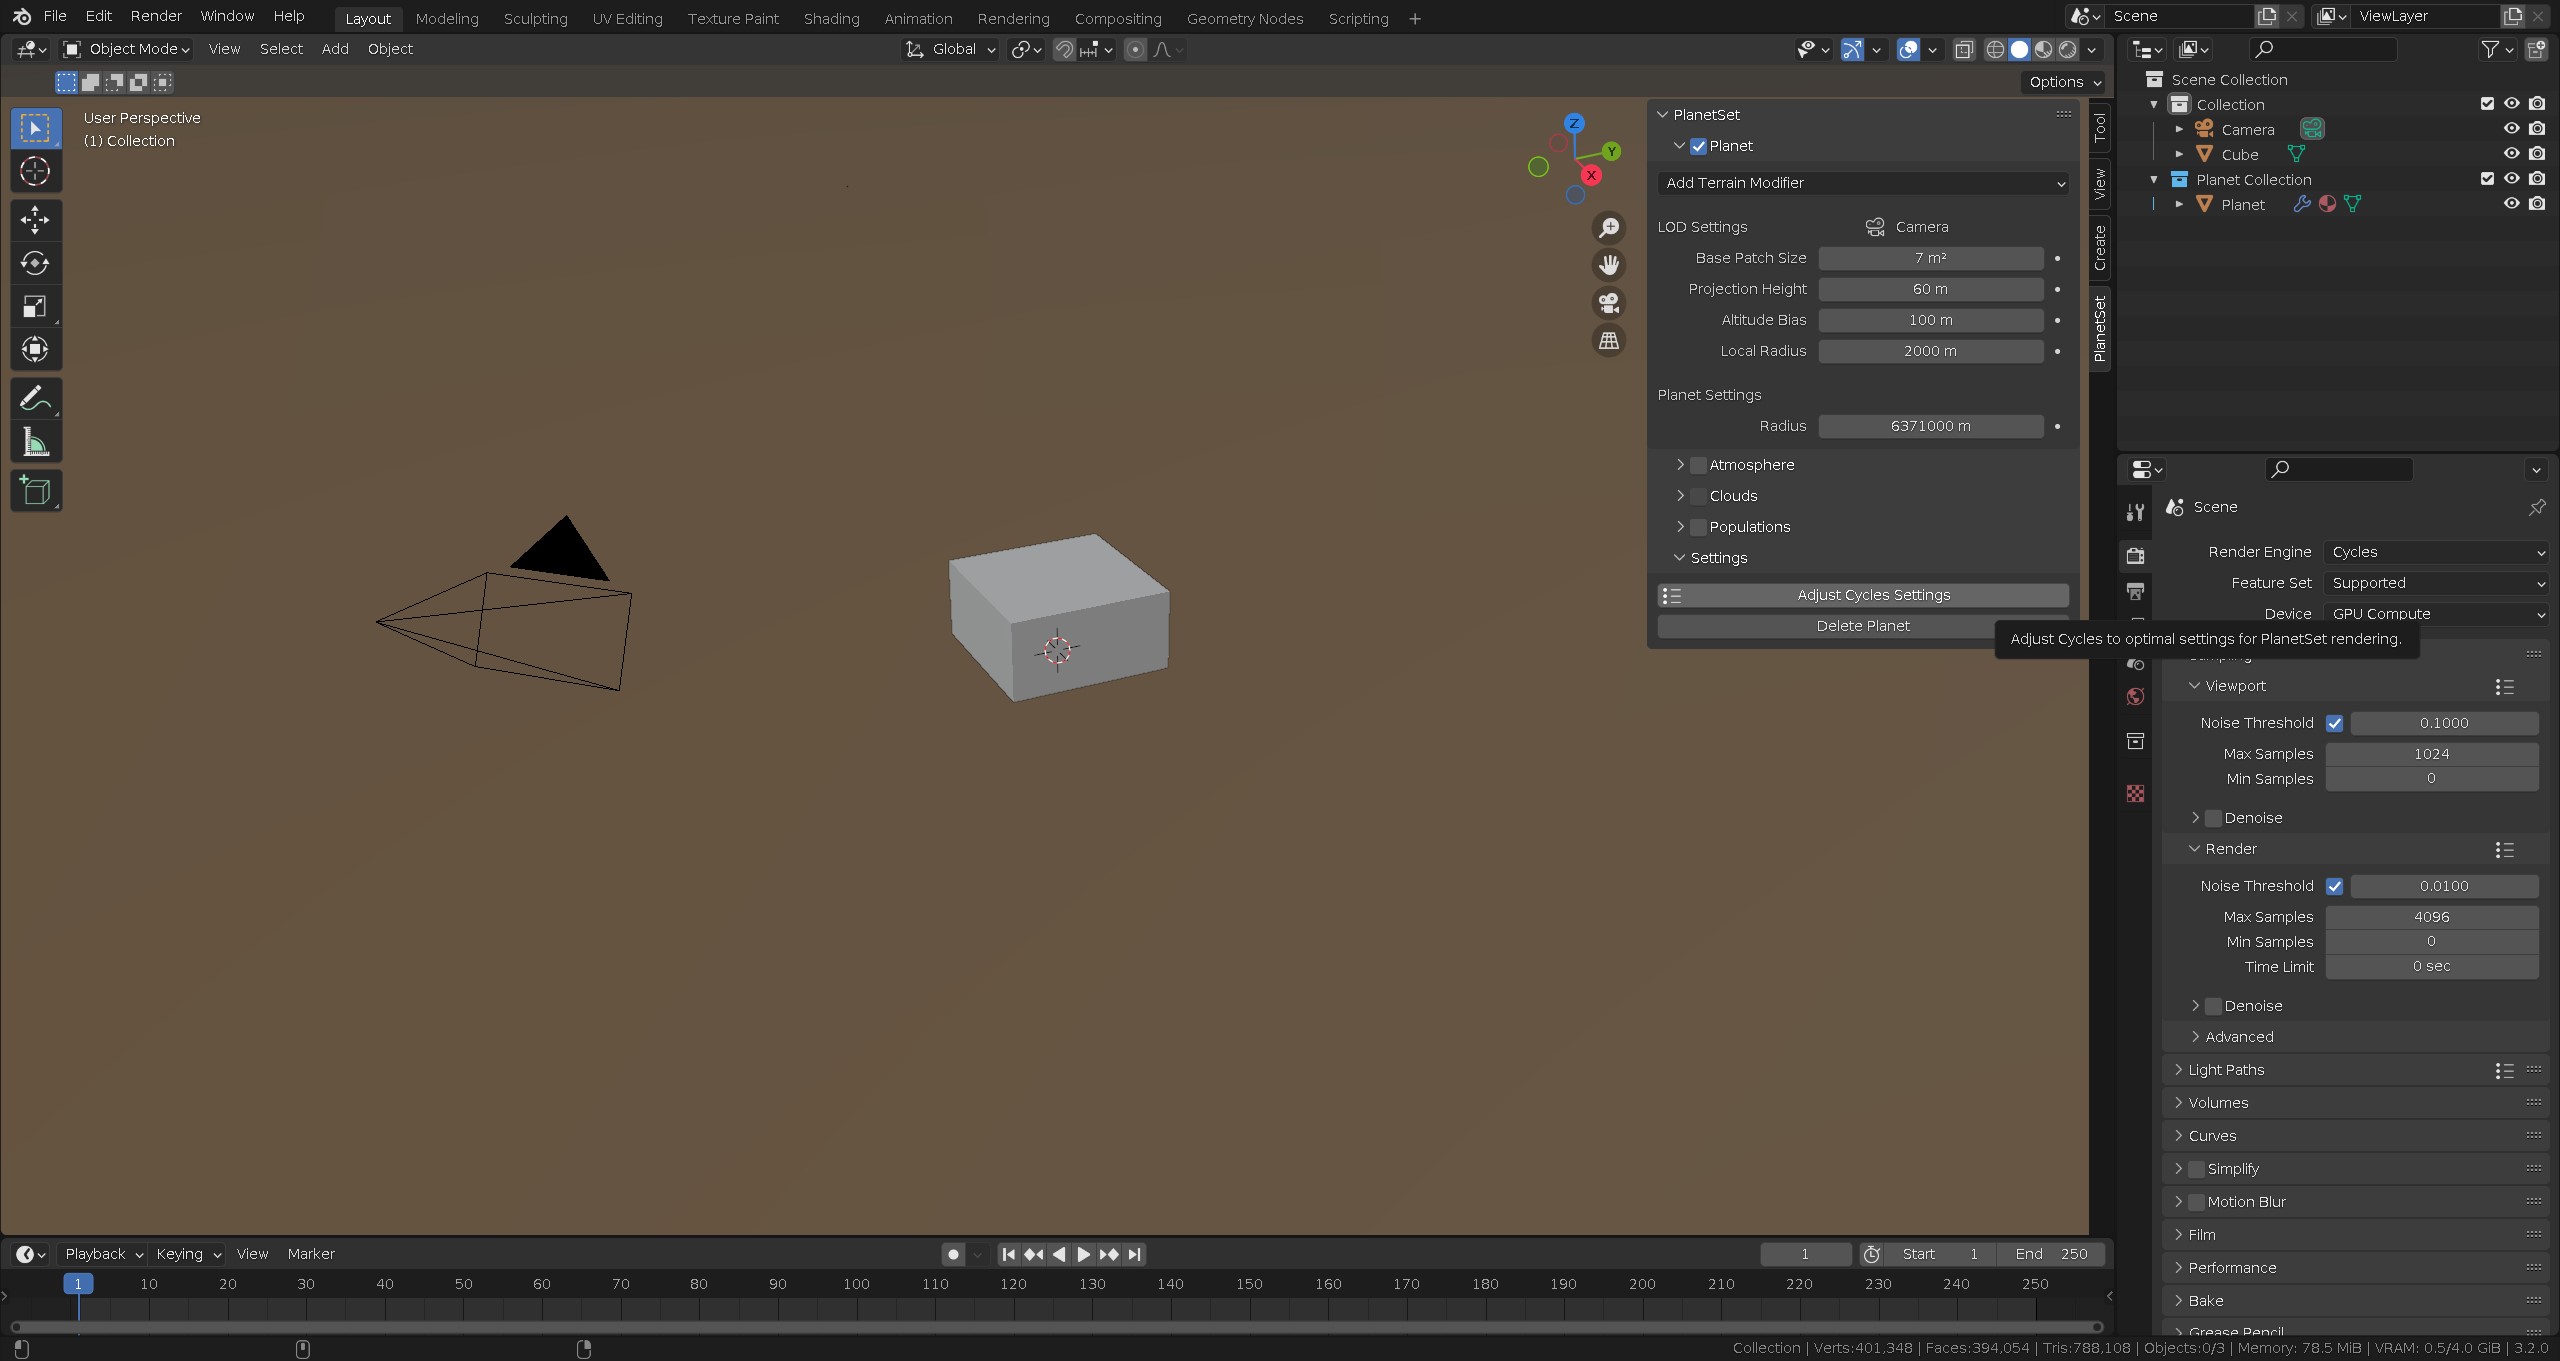 File Edit Render Window Help Layout Modeling Sculpting UV Editing Texture Paint Shading Animation Rendering Compositing Geometry Nodes Scripting + Scene ViewLayer
Object Mode View Select Add Object Global
Options
User Perspective
(1) Collection
Z
Y
X
PlanetSet
Planet
Add Terrain Modifier
LOD Settings Camera
Base Patch Size 7 m²
Projection Height 60 m
Altitude Bias 100 m
Local Radius 2000 m
Planet Settings
Radius 6371000 m
Atmosphere
Clouds
Populations
Settings
Adjust Cycles Settings
Delete Planet
Adjust Cycles to optimal settings for PlanetSet rendering.
Tool
View
Create
PlanetSet
Scene Collection
Collection
Camera
Cube
Planet Collection
Planet
Scene
Render Engine Cycles
Feature Set Supported
Device GPU Compute
Viewport
Noise Threshold 0.1000
Max Samples 1024
Min Samples 0
Denoise
Render
Noise Threshold 0.0100
Max Samples 4096
Min Samples 0
Time Limit 0 sec
Denoise
Advanced
Light Paths
Volumes
Curves
Simplify
Motion Blur
Film
Performance
Bake
Grease Pencil
Playback Keying View Marker 1 Start 1 End 250
1 10 20 30 40 50 60 70 80 90 100 110 120 130 140 150 160 170 180 190 200 210 220 230 240 250
Collection | Verts:401,348 | Faces:394,054 | Tris:788,108 | Objects:0/3 | Memory: 78.5 MiB | VRAM: 0.5/4.0 GiB | 3.2.0